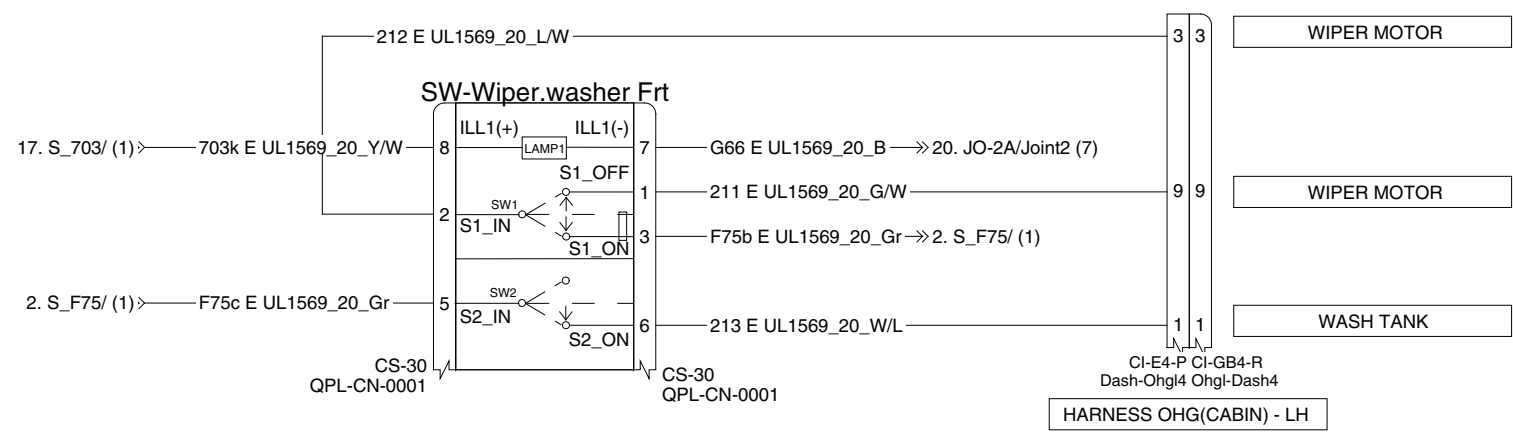 212 E UL1569_20_L/W
3 3
WIPER MOTOR
SW-Wiper.washer Frt
ILL1(+) ILL1(-)
17. S_703/ (1) 703k E UL1569_20_Y/W 8 LAMP1 7 G66 E UL1569_20_B 20. JO-2A/Joint2 (7)
S1_OFF
1 211 E UL1569_20_G/W 9 9 WIPER MOTOR
2 SW1
S1_IN
3 F75b E UL1569_20_Gr 2. S_F75/ (1)
S1_ON
2. S_F75/ (1) F75c E UL1569_20_Gr 5 SW2
S2_IN
6 213 E UL1569_20_W/L 1 1 WASH TANK
S2_ON
CS-30
QPL-CN-0001
CS-30
QPL-CN-0001
CI-E4-P CI-GB4-R
Dash-Ohgl4 Ohgl-Dash4
HARNESS OHG(CABIN) - LH